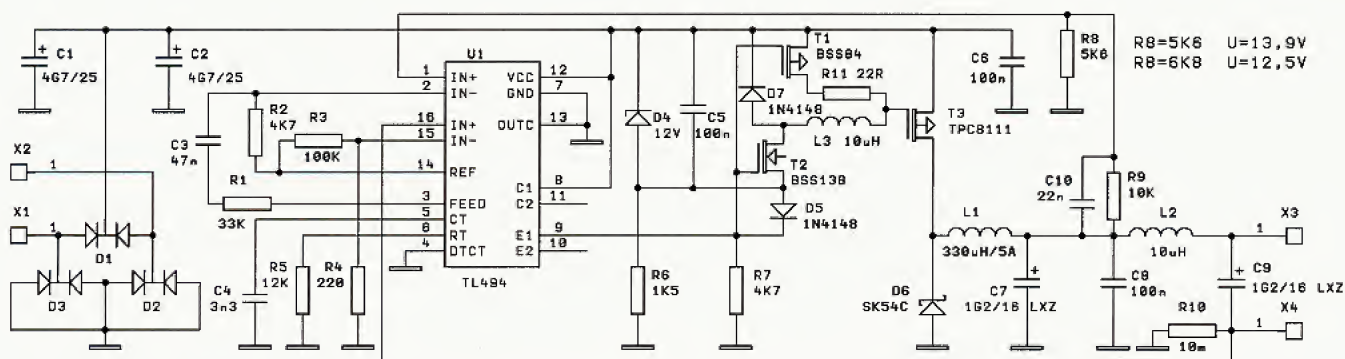 C1
4G7/25
C2
4G7/25
U1
1 IN+ VCC 12
2 IN- GND 7
16 IN+ OUTC 13
15 IN-
14 REF
C1 8
3 FEED C2 11
5 CT
6 RT E1 9
4 DTCT E2 10
TL494
R2
4K7
R3
100K
C3
47n
R1
33K
X2
1
X1
1
D1
D3
D2
C4
3n3
R5
12K
R4
220
D4
12V
C5
100n
D7
1N4148
T1
BSS84
R11 22R
L3 10uH
T2
BSS138
D5
1N4148
R6
1K5
R7
4K7
T3
TPC8111
C6
100n
R8
5K6
R8=5K6 U=13,9V
R8=6K8 U=12,5V
D6
SK54C
L1
330uH/5A
C7
1G2/16 LXZ
C10
22n
R9
10K
C8
100n
L2
10uH
C9
1G2/16 LXZ
R10
10m
1
X3
1
X4